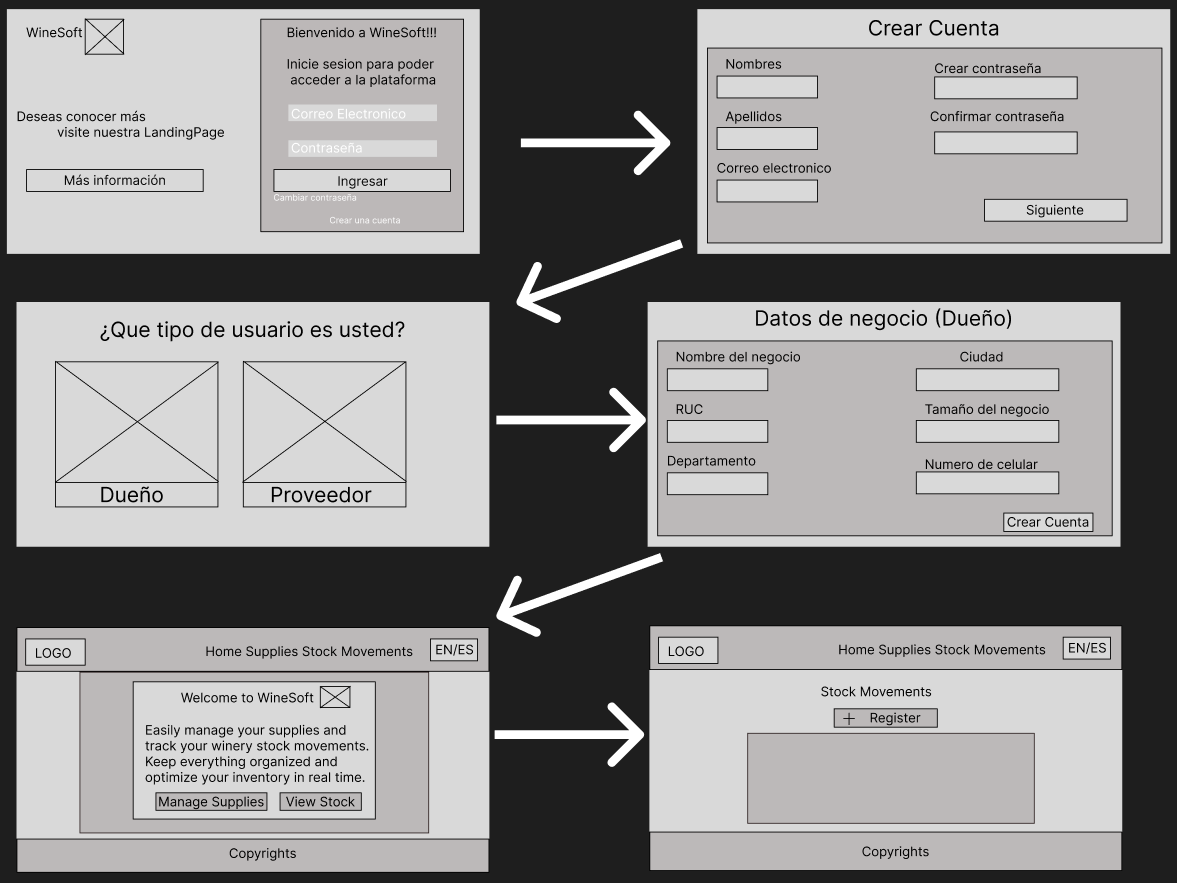 WineSoft
Deseas conocer más
visite nuestra LandingPage
Más información
Bienvenido a WineSoft!!!
Inicie sesion para poder
acceder a la plataforma
Correo Electronico
Contraseña
Ingresar
Cambiar contraseña
Crear una cuenta
Crear Cuenta
Nombres
Apellidos
Correo electronico
Crear contraseña
Confirmar contraseña
Siguiente
¿Que tipo de usuario es usted?
Dueño
Proveedor
Datos de negocio (Dueño)
Nombre del negocio
RUC
Departamento
Ciudad
Tamaño del negocio
Numero de celular
Crear Cuenta
LOGO
Home Supplies Stock Movements
EN/ES
Welcome to WineSoft
Easily manage your supplies and
track your winery stock movements.
Keep everything organized and
optimize your inventory in real time.
Manage Supplies
View Stock
Copyrights
LOGO
Home Supplies Stock Movements
EN/ES
Stock Movements
Register
Copyrights